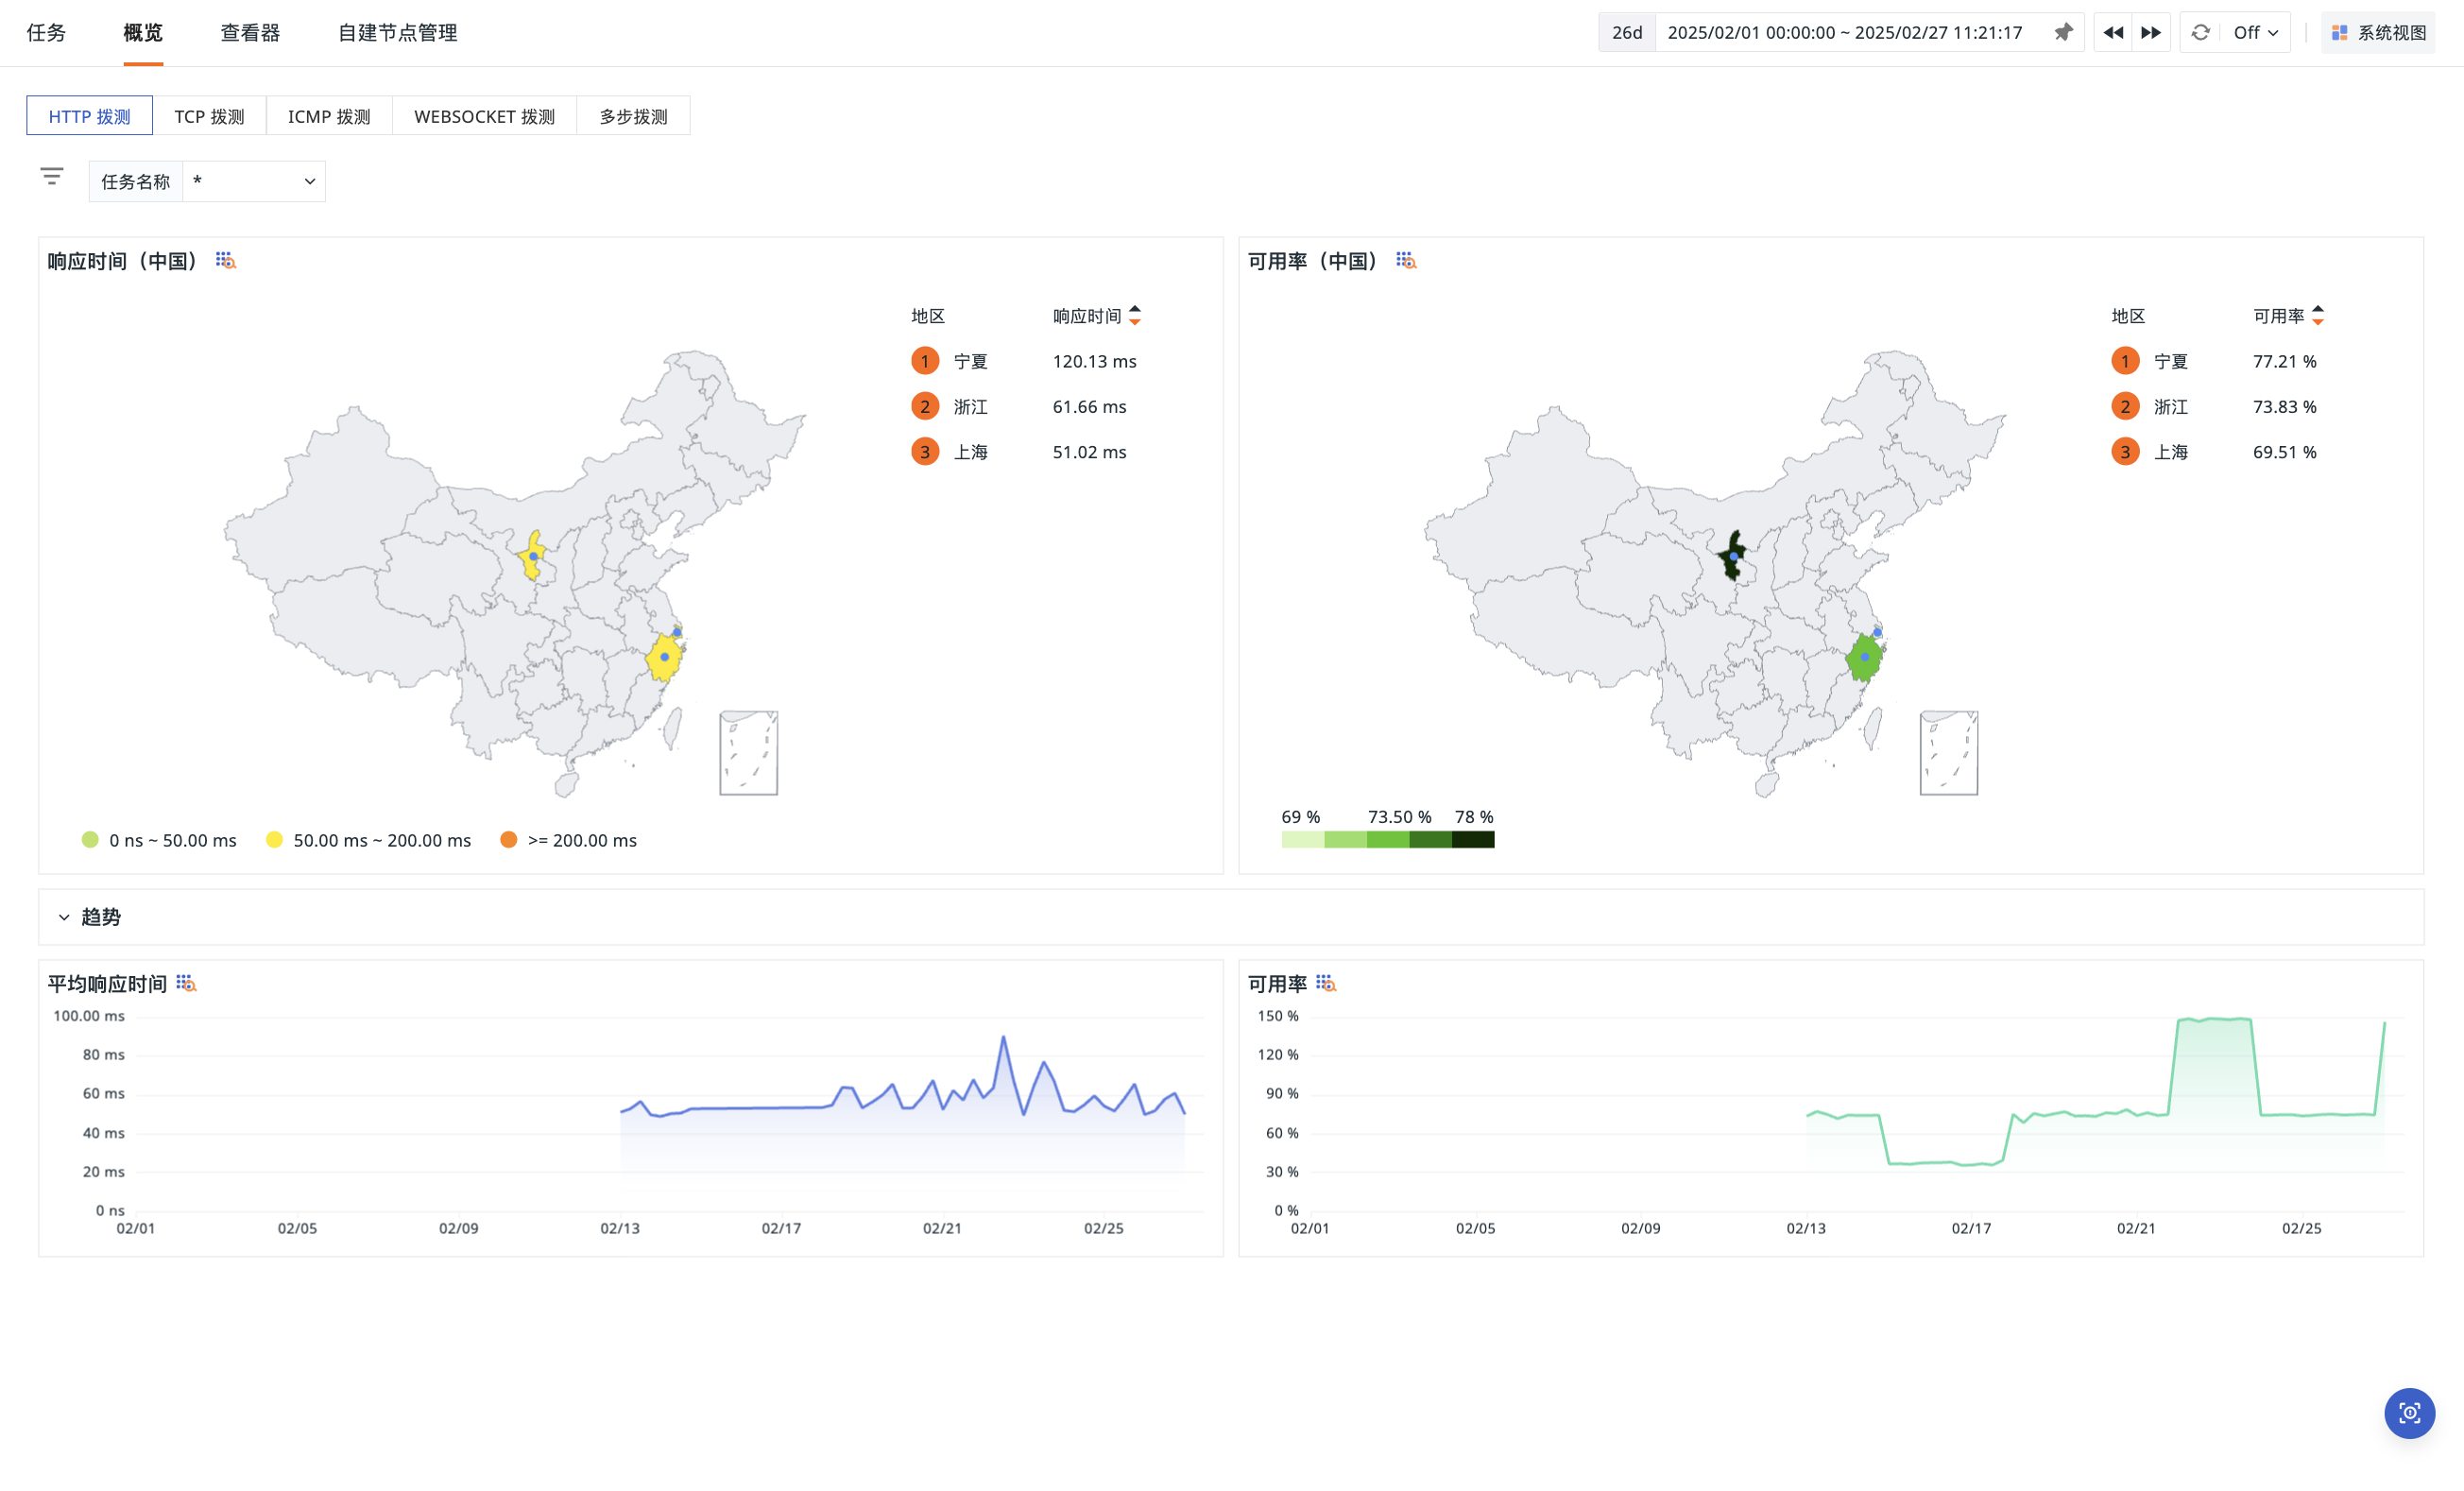 任务 概览 查看器 自建节点管理 26d 2025/02/01 00:00:00 ~ 2025/02/27 11:21:17 Off 系统视图
HTTP 拨测 TCP 拨测 ICMP 拨测 WEBSOCKET 拨测 多步拨测
任务名称 *
响应时间（中国）
地区 响应时间
1 宁夏 120.13 ms
2 浙江 61.66 ms
3 上海 51.02 ms
0 ns ~ 50.00 ms 50.00 ms ~ 200.00 ms >= 200.00 ms
可用率（中国）
地区 可用率
1 宁夏 77.21 %
2 浙江 73.83 %
3 上海 69.51 %
69 % 73.50 % 78 %
趋势
平均响应时间
100.00 ms
80 ms
60 ms
40 ms
20 ms
0 ns
02/01 02/05 02/09 02/13 02/17 02/21 02/25
可用率
150 %
120 %
90 %
60 %
30 %
0 %
02/01 02/05 02/09 02/13 02/17 02/21 02/25